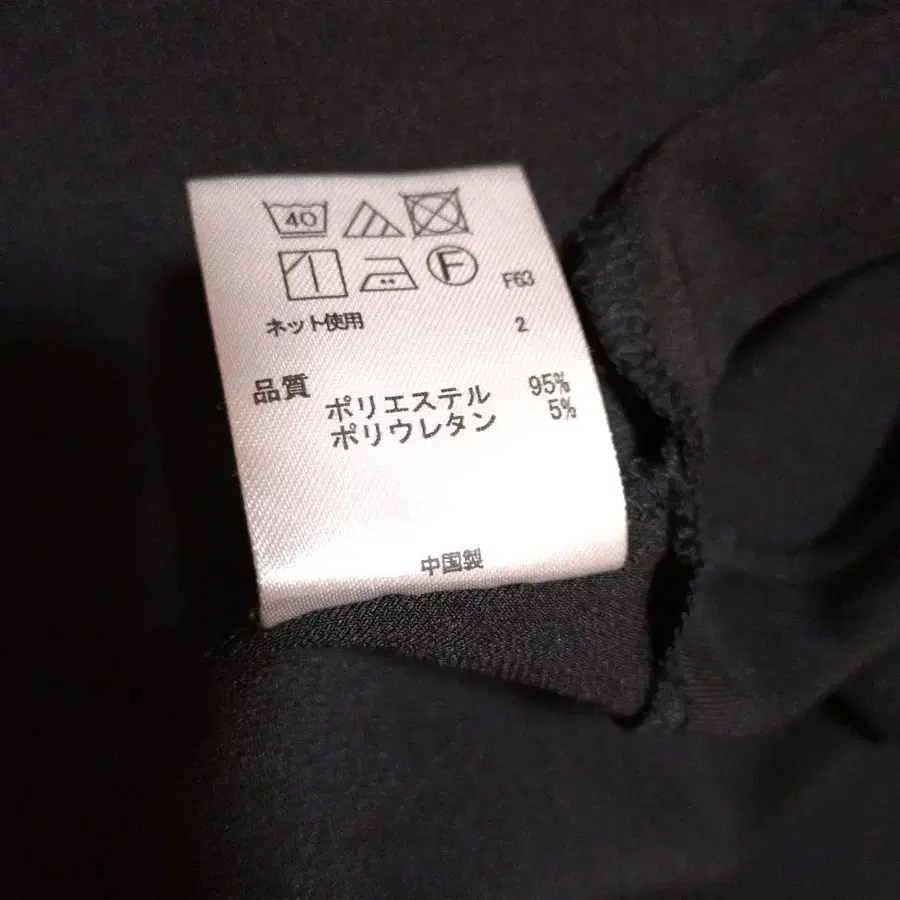 40
F F63
ネット使用 2
品質
ポリエステル 95%
ポリウレタン 5%
中国製